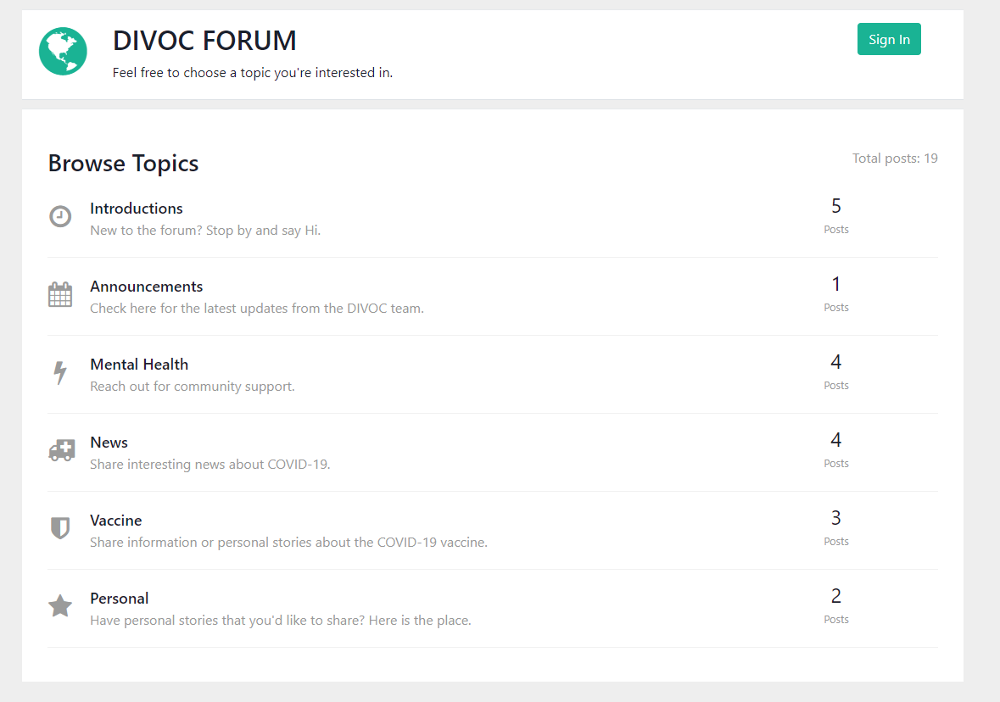 DIVOC FORUM
Sign In
Feel free to choose a topic you're interested in.
Browse Topics
Total posts: 19
Introductions
5
New to the forum? Stop by and say Hi.
Posts
Announcements
1
Check here for the latest updates from the DIVOC team.
Posts
Mental Health
4
Reach out for community support.
Posts
News
4
Share interesting news about COVID-19.
Posts
Vaccine
3
Share information or personal stories about the COVID-19 vaccine.
Posts
Personal
2
Have personal stories that you'd like to share? Here is the place.
Posts